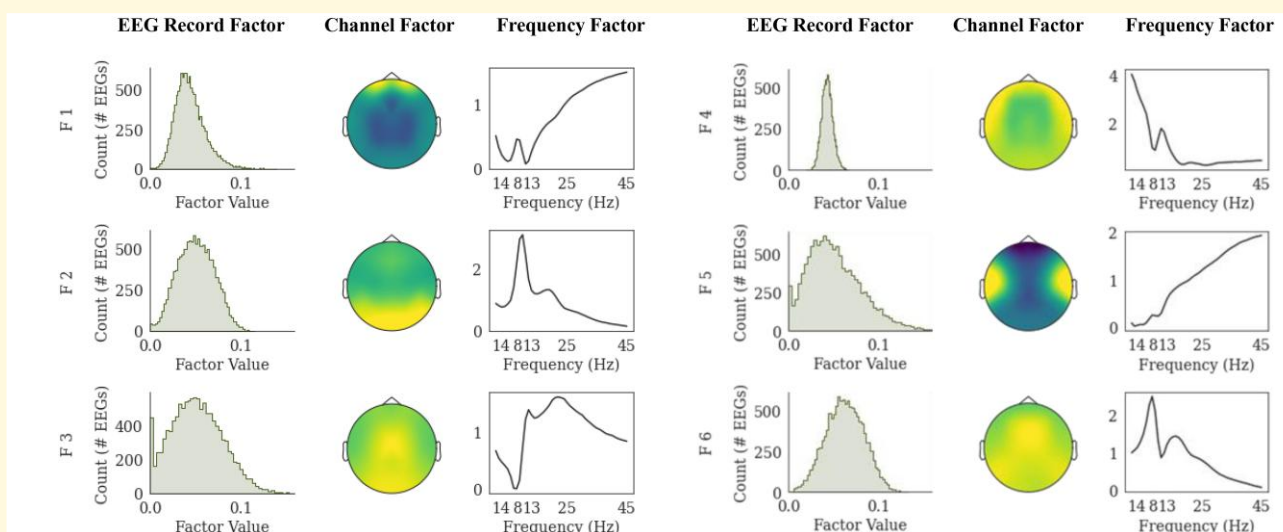 EEG Record Factor Channel Factor Frequency Factor EEG Record Factor Channel Factor Frequency Factor
F 1
Count (# EEGs)
500
250
0
0.0 0.1
Factor Value
1
0
14 813 25 45
Frequency (Hz)
F 4
Count (# EEGs)
500
250
0
0.0 0.1
Factor Value
4
2
14 813 25 45
Frequency (Hz)
F 2
Count (# EEGs)
500
250
0
0.0 0.1
Factor Value
2
0
14 813 25 45
Frequency (Hz)
F 5
Count (# EEGs)
500
250
0
0.0 0.1
Factor Value
2
1
0
14 813 25 45
Frequency (Hz)
F 3
Count (# EEGs)
400
200
0
0.0 0.1
Factor Value
1
0
14 813 25 45
Frequency (Hz)
F 6
Count (# EEGs)
500
250
0
0.0 0.1
Factor Value
2
1
0
14 813 25 45
Frequency (Hz)